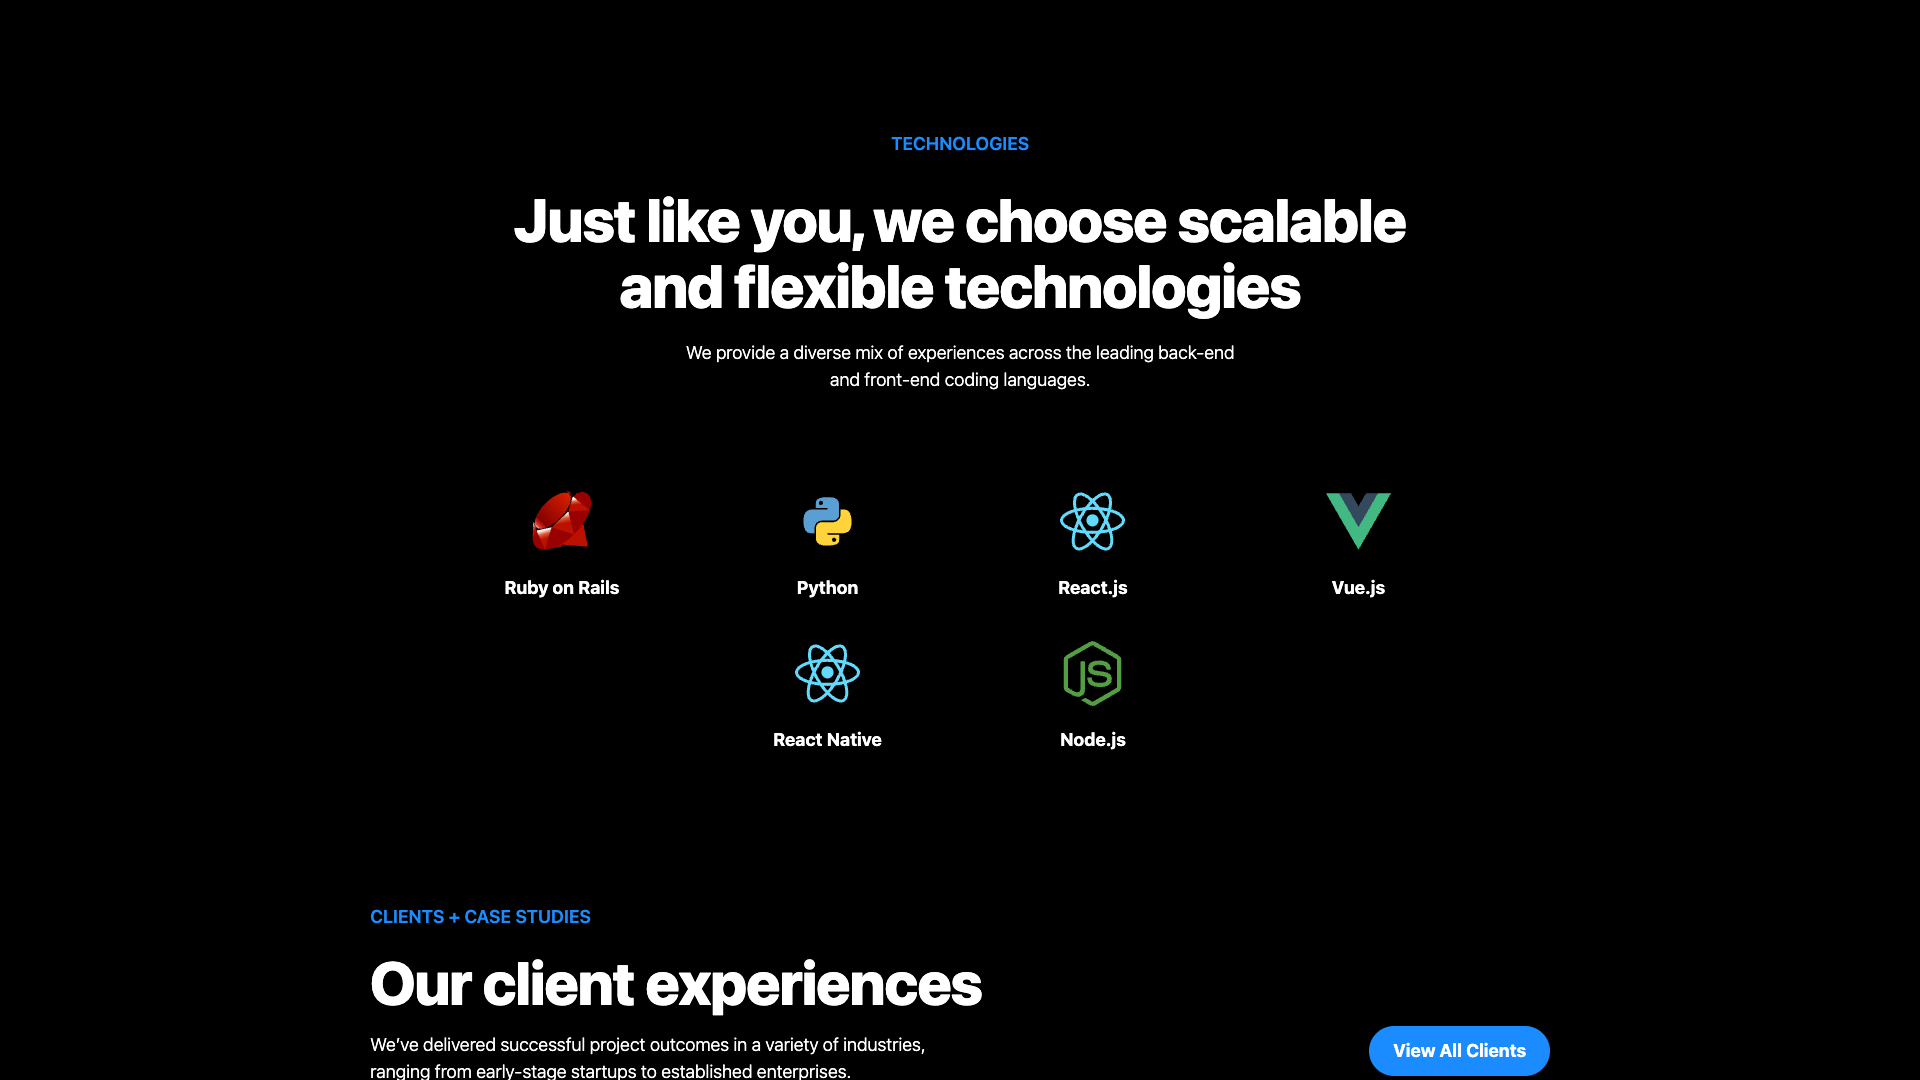 TECHNOLOGIES
Just like you, we choose scalable
and flexible technologies
We provide a diverse mix of experiences across the leading back-end
and front-end coding languages.
Ruby on Rails
Python
React.js
Vue.js
React Native
JS
Node.js
CLIENTS + CASE STUDIES
Our client experiences
We’ve delivered successful project outcomes in a variety of industries,
ranging from early-stage startups to established enterprises.
View All Clients